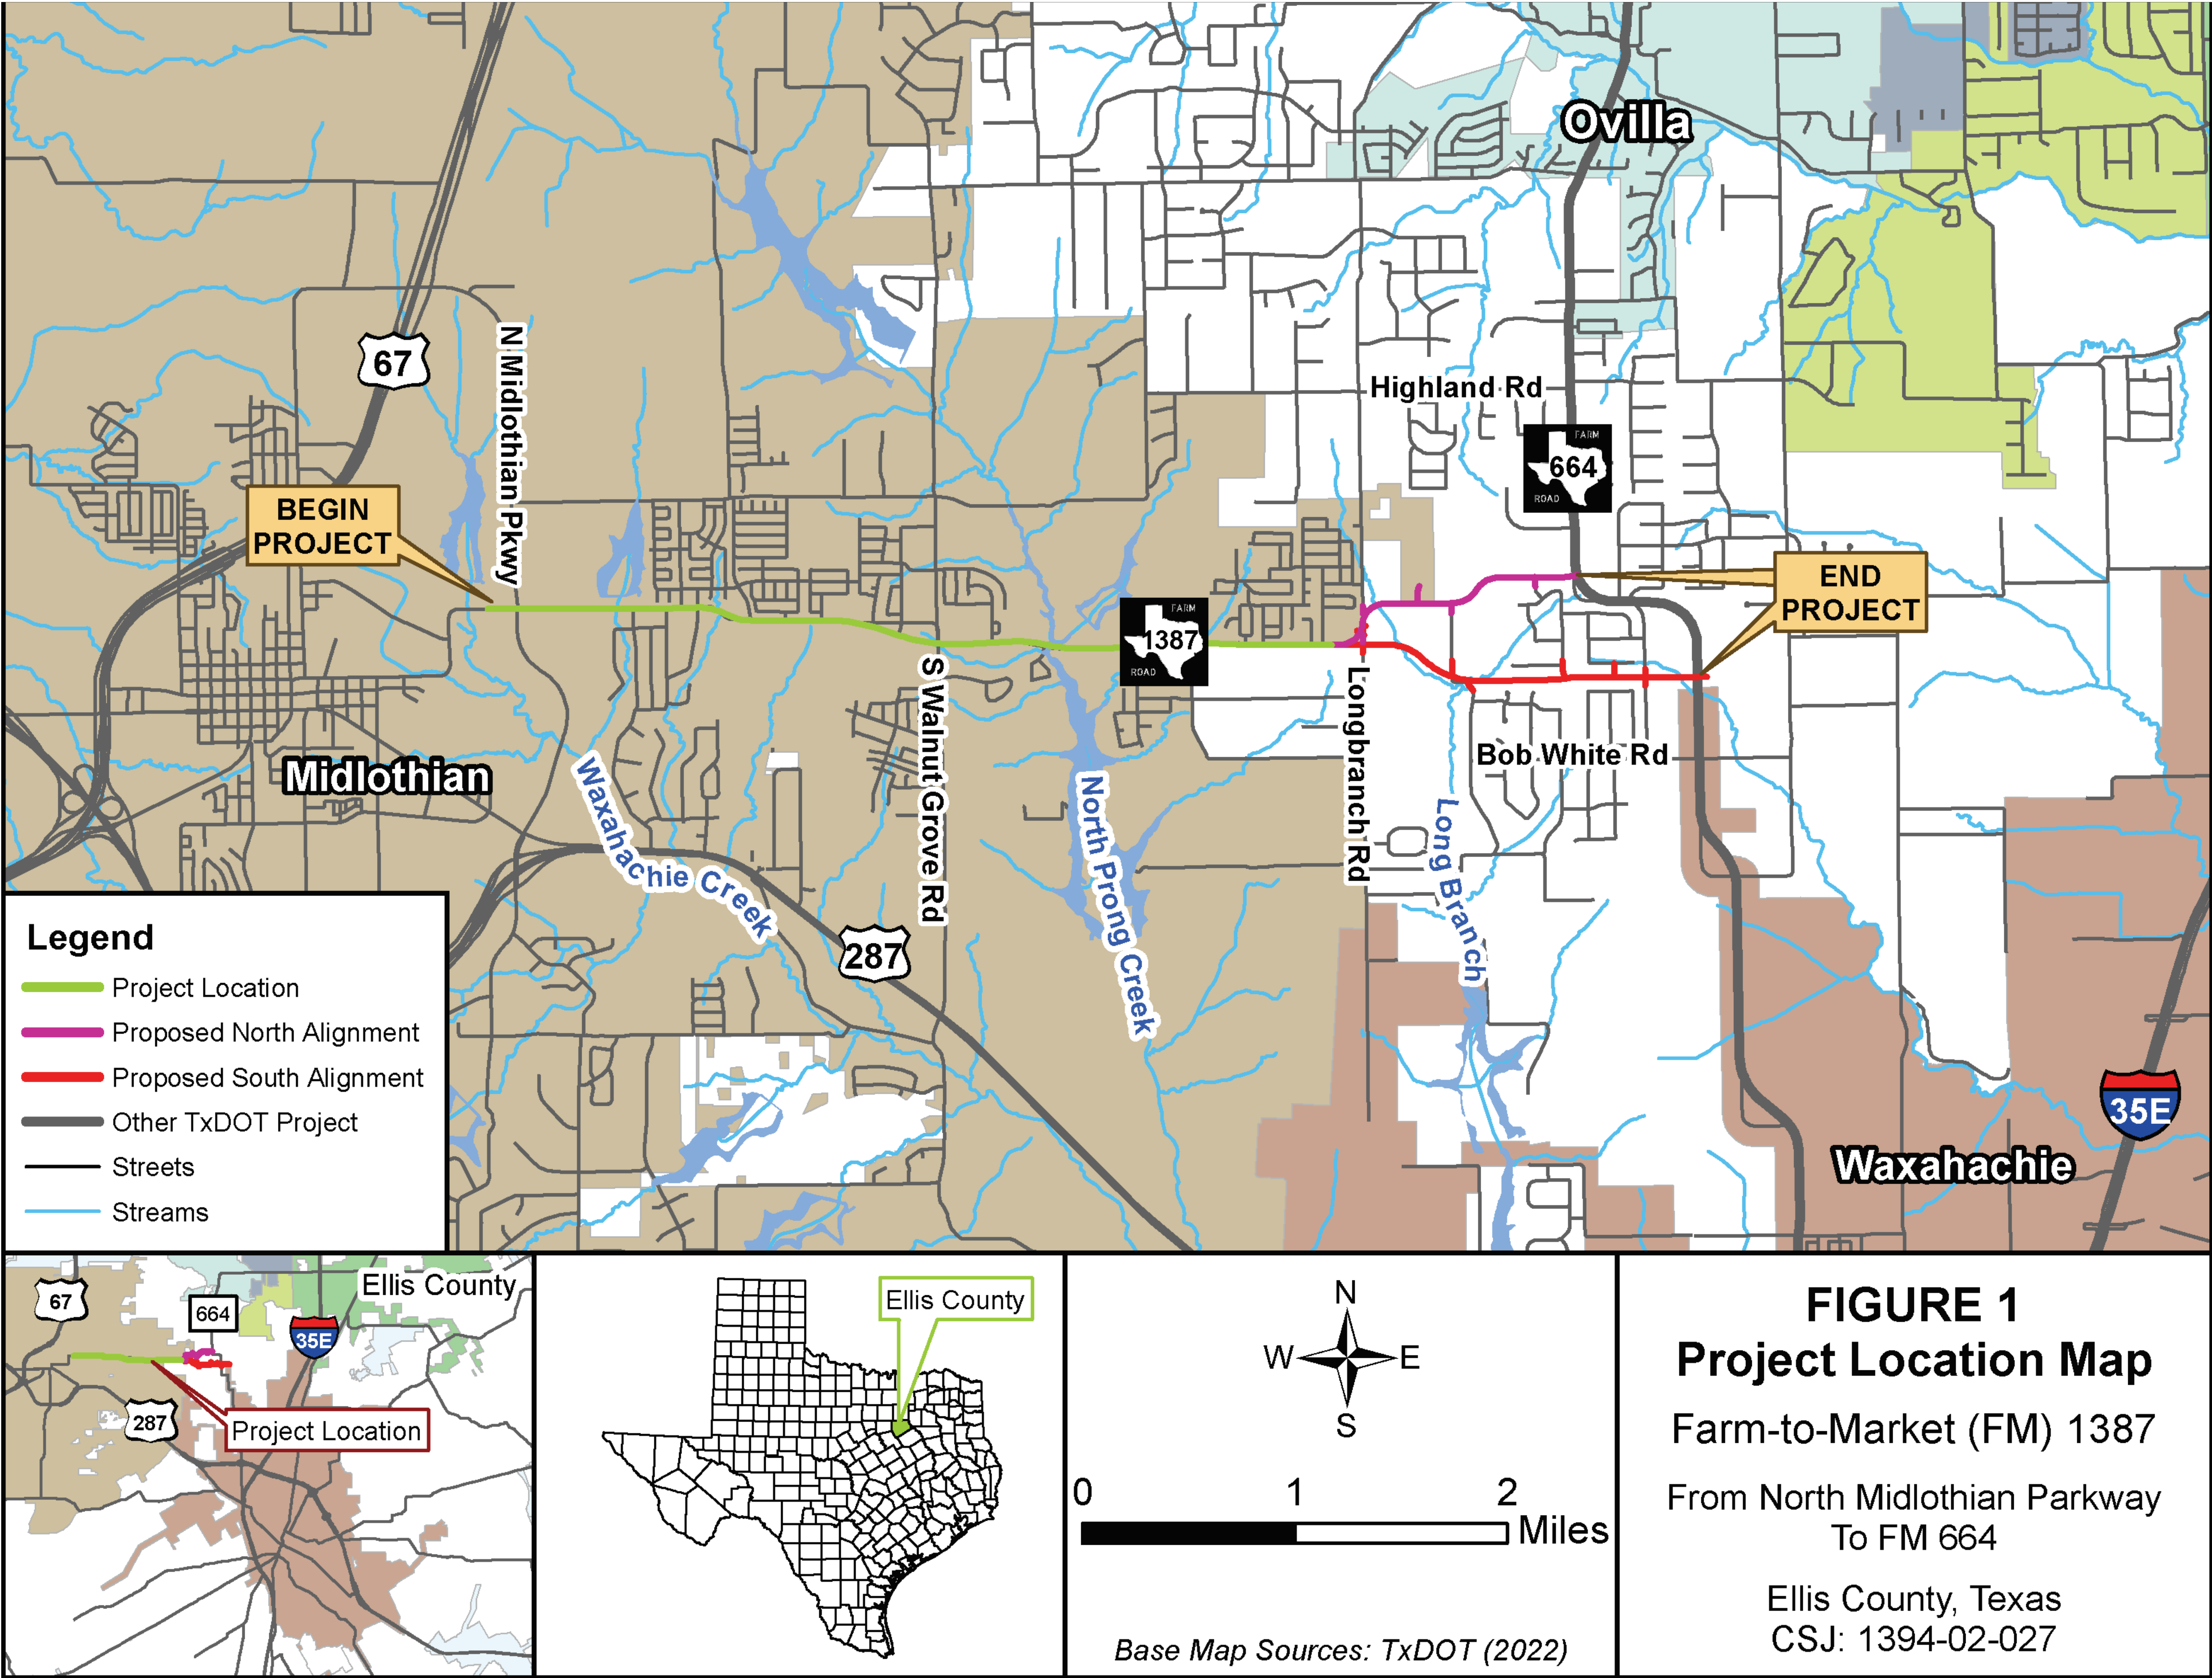 Ovilla
67
N Midlothian Pkwy
Highland Rd
FARM
664
ROAD
BEGIN
PROJECT
END
PROJECT
FARM
1387
ROAD
S Walnut Grove Rd
Longbranch Rd
Bob White Rd
Midlothian
Waxahachie Creek
North Prong Creek
Long Branch
287
35E
Waxahachie
Legend
Project Location
Proposed North Alignment
Proposed South Alignment
Other TxDOT Project
Streets
Streams
67
664
35E
Ellis County
287
Project Location
Ellis County
N
W
E
S
0
1
2
Miles
Base Map Sources: TxDOT (2022)
FIGURE 1
Project Location Map
Farm-to-Market (FM) 1387
From North Midlothian Parkway
To FM 664
Ellis County, Texas
CSJ: 1394-02-027